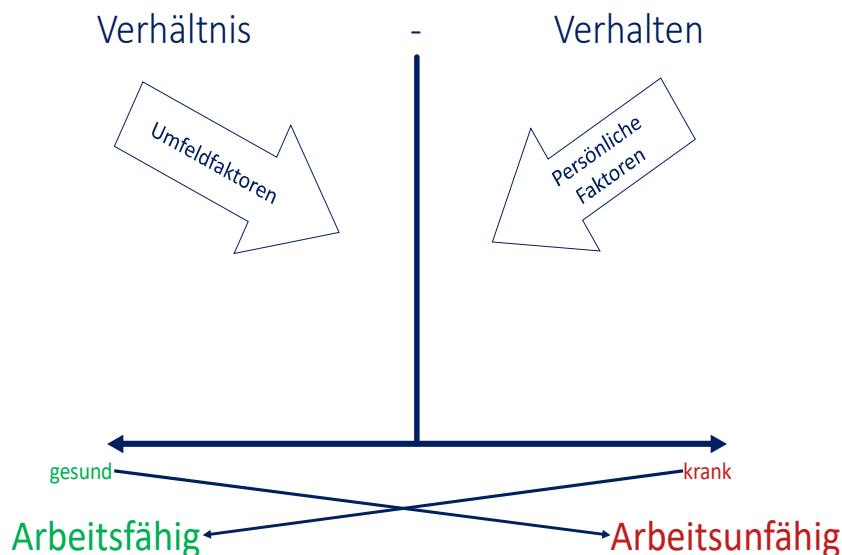 Verhältnis - Verhalten
Umfeldfaktoren
Persönliche
Faktoren
gesund krank
Arbeitsfähig Arbeitsunfähig